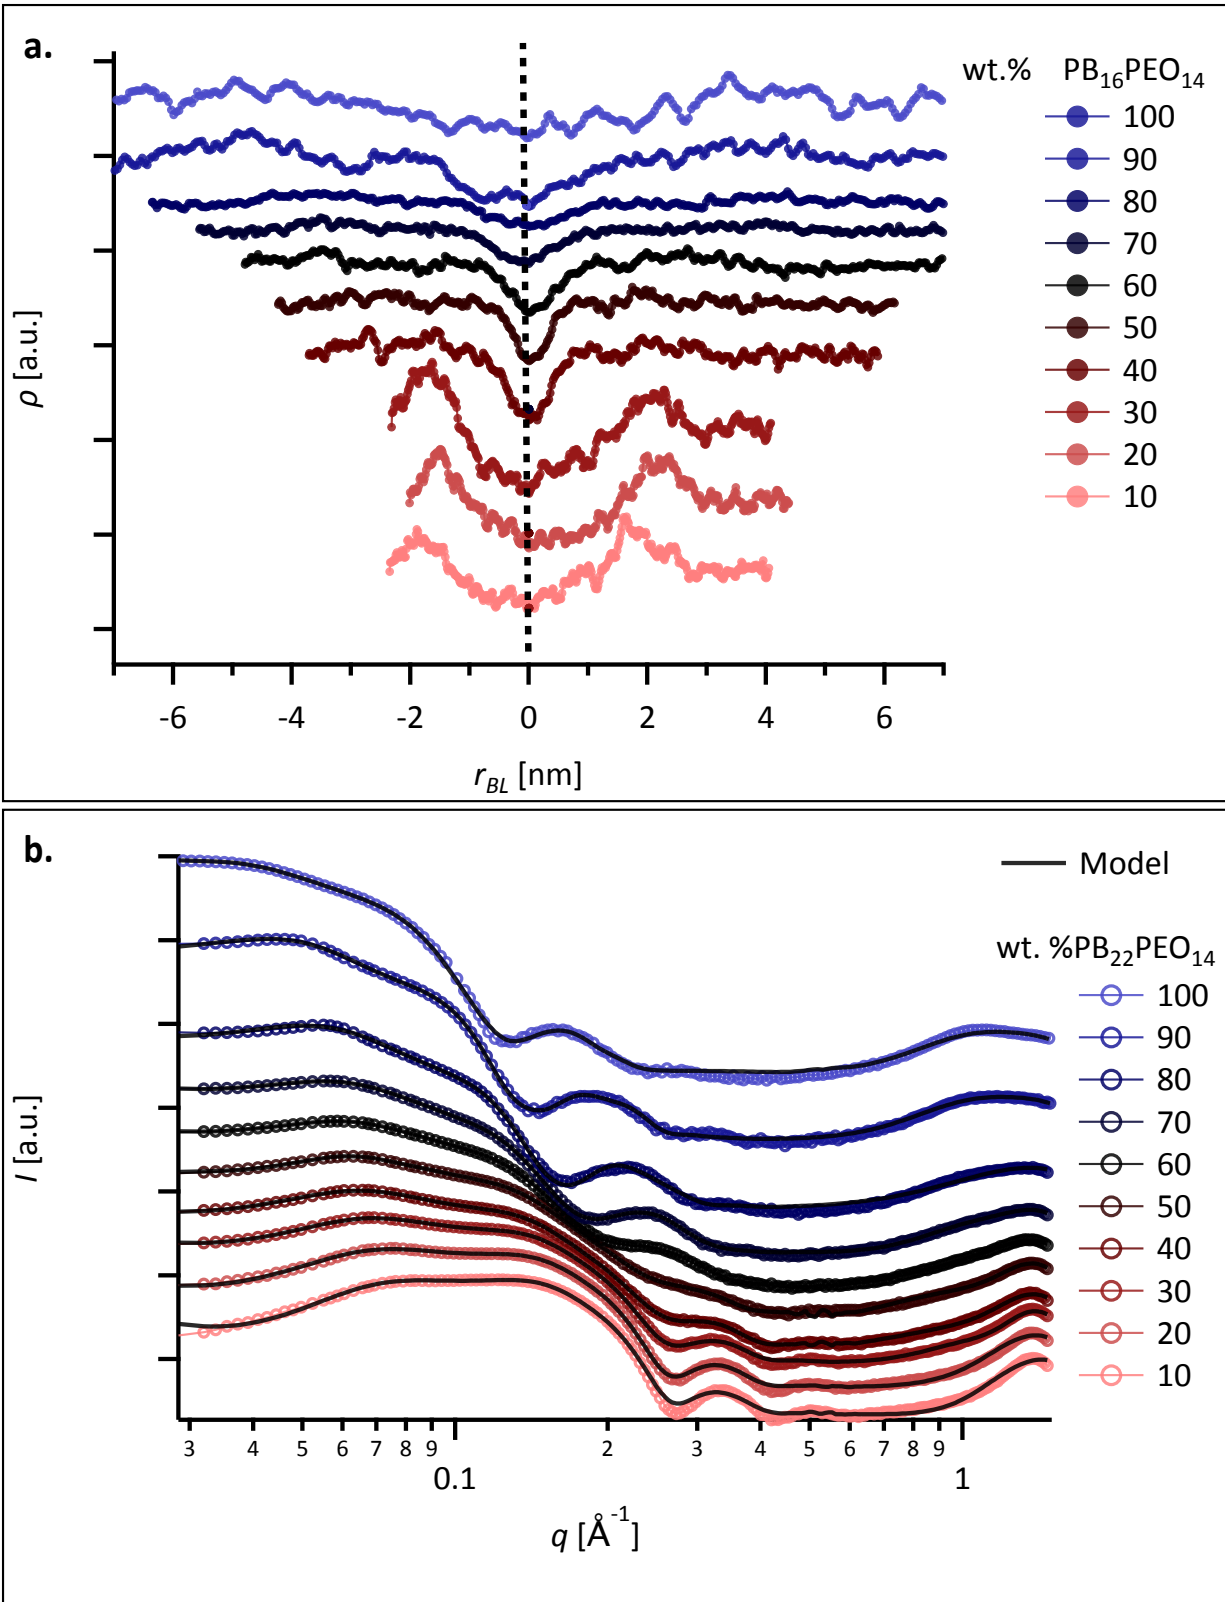 a.
wt.% PB₁₆PEO₁₄
100
90
80
70
60
50
40
30
20
10
ρ [a.u.]
-6 -4 -2 0 2 4 6
r_BL [nm]
b.
Model
wt. %PB₂₂PEO₁₄
100
90
80
70
60
50
40
30
20
10
I [a.u.]
3 4 5 6 7 8 9 2 3 4 5 6 7 8 9
0.1 1
q [Å⁻¹]